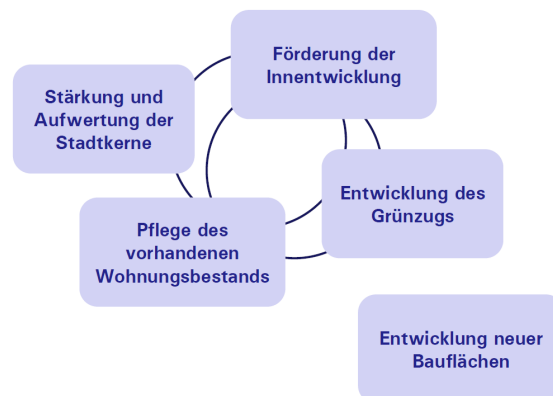 Förderung der
Innentwicklung
Stärkung und
Aufwertung der
Stadtkerne
Entwicklung des
Grünzugs
Pflege des
vorhandenen
Wohnungsbestands
Entwicklung neuer
Bauflächen